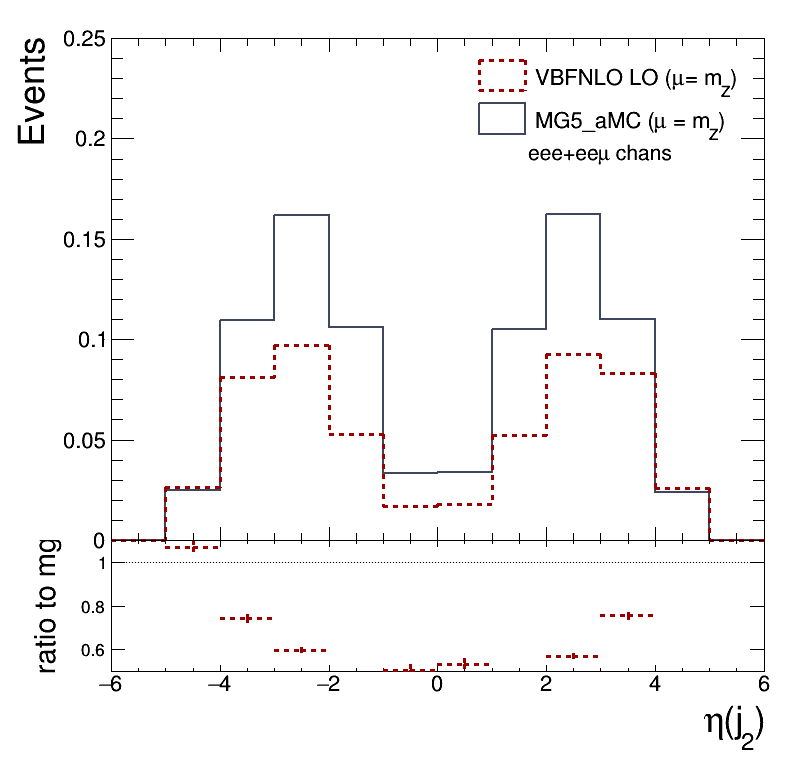 Events
0.25
0.2
0.15
0.1
0.05
0
VBFNLO LO (μ= m_Z)
MG5_aMC (μ = m_Z)
eee+eeμ chans
ratio to mg
1
0.8
0.6
−6 −4 −2 0 2 4 6
η(j_2)